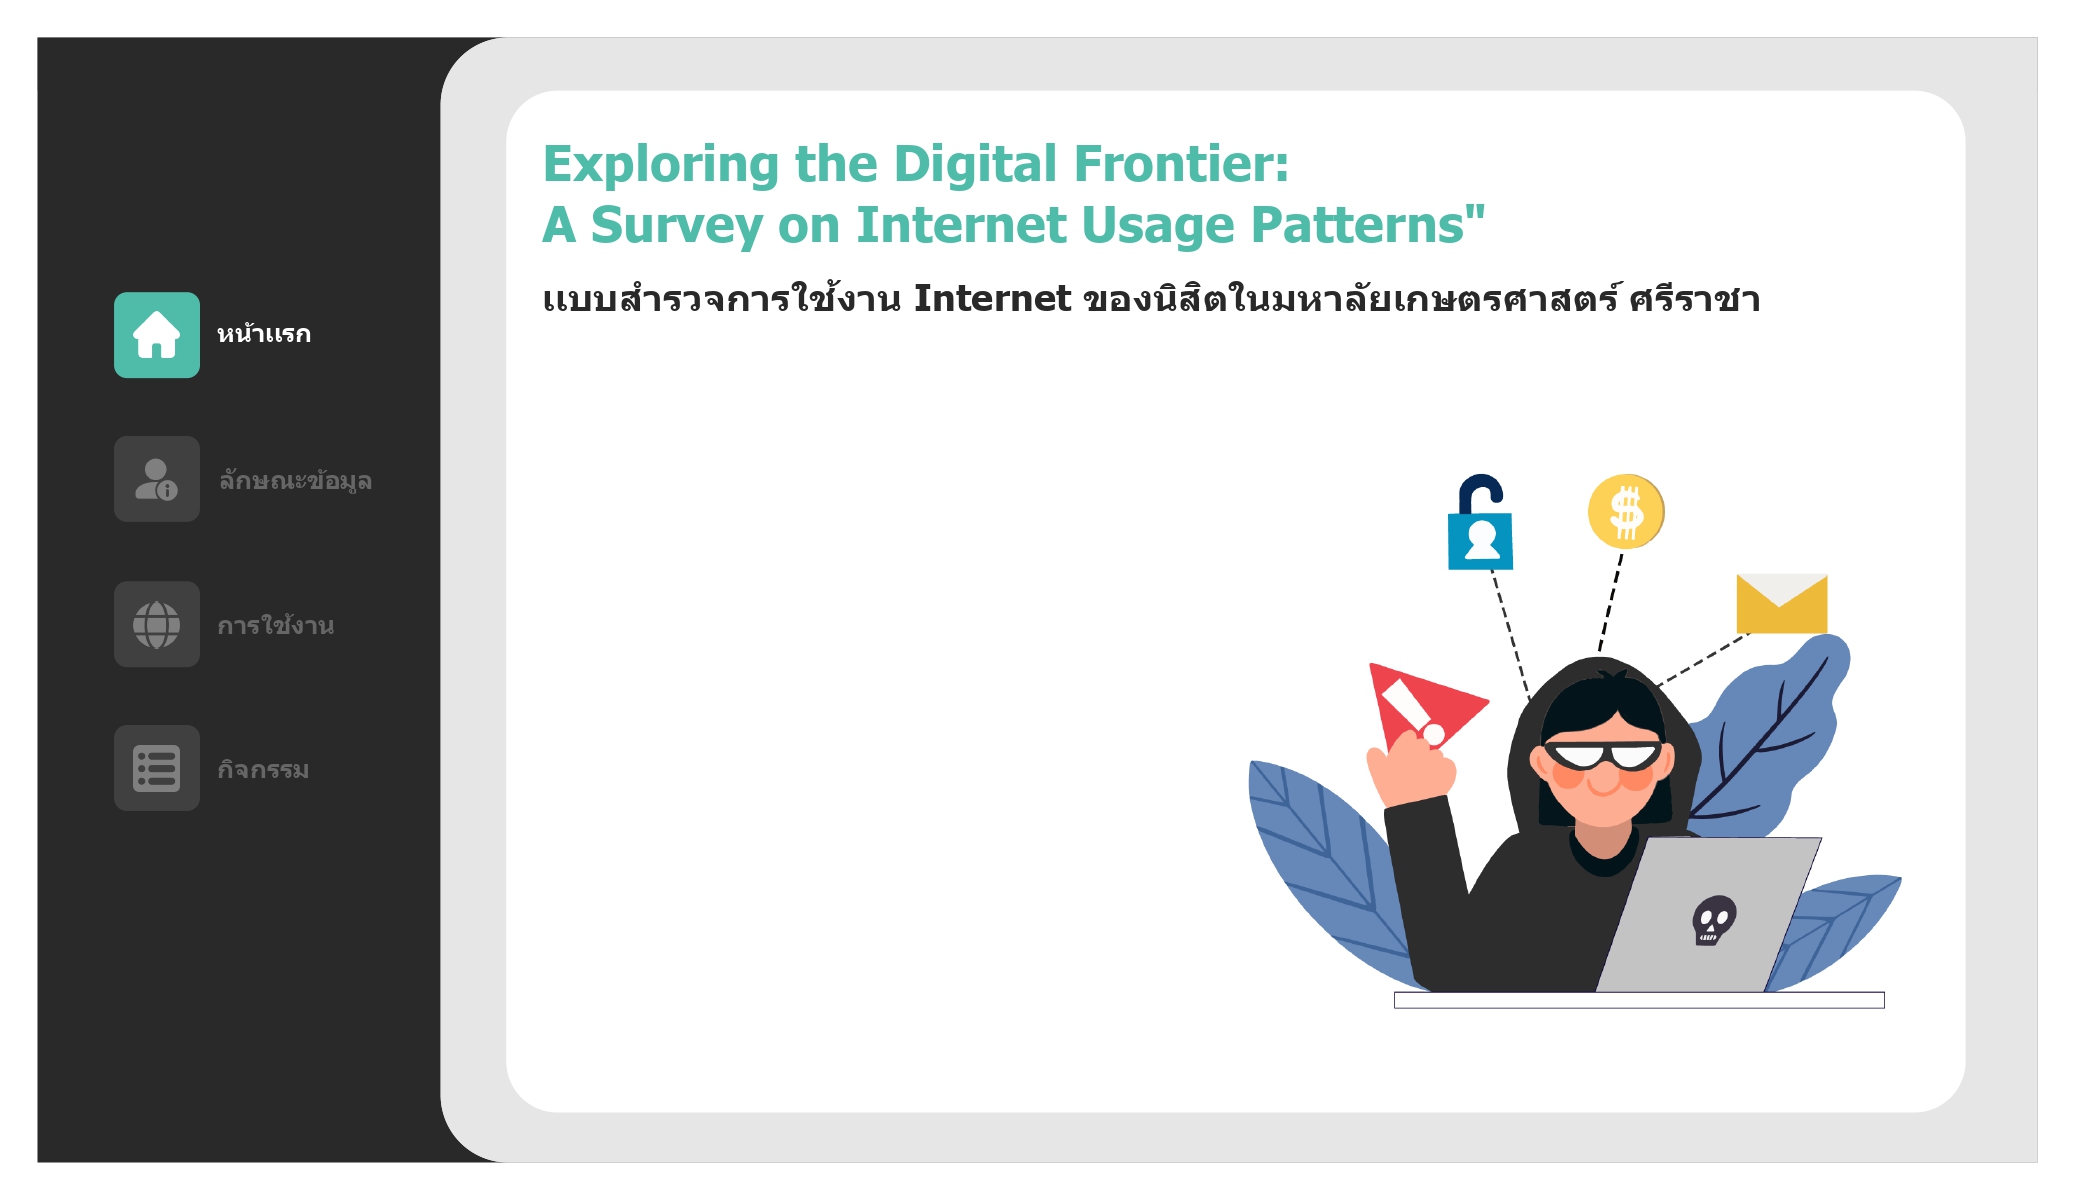 Exploring the Digital Frontier:
A Survey on Internet Usage Patterns"
แบบสำรวจการใช้งาน Internet ของนิสิตในมหาลัยเกษตรศาสตร์ ศรีราชา
หน้าแรก
ลักษณะข้อมูล
การใช้งาน
กิจกรรม